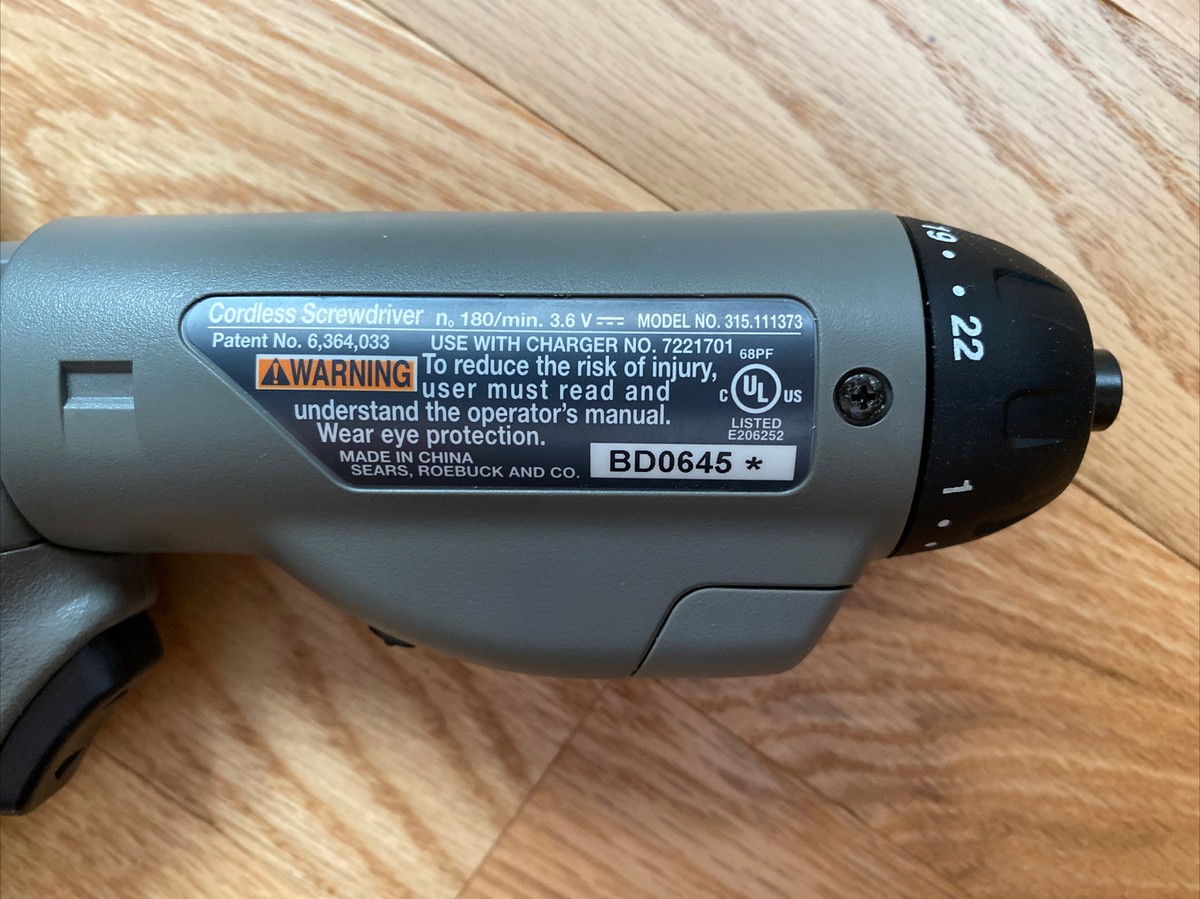 Cordless Screwdriver n₀ 180/min. 3.6 V ⎓ MODEL NO. 315.111373
Patent No. 6,364,033 USE WITH CHARGER NO. 7221701
⚠WARNING To reduce the risk of injury,
user must read and
understand the operator's manual.
Wear eye protection.
MADE IN CHINA
SEARS, ROEBUCK AND CO.
68PF
C UL US
LISTED
E206252
BD0645 *
19 • • 22
1 • •